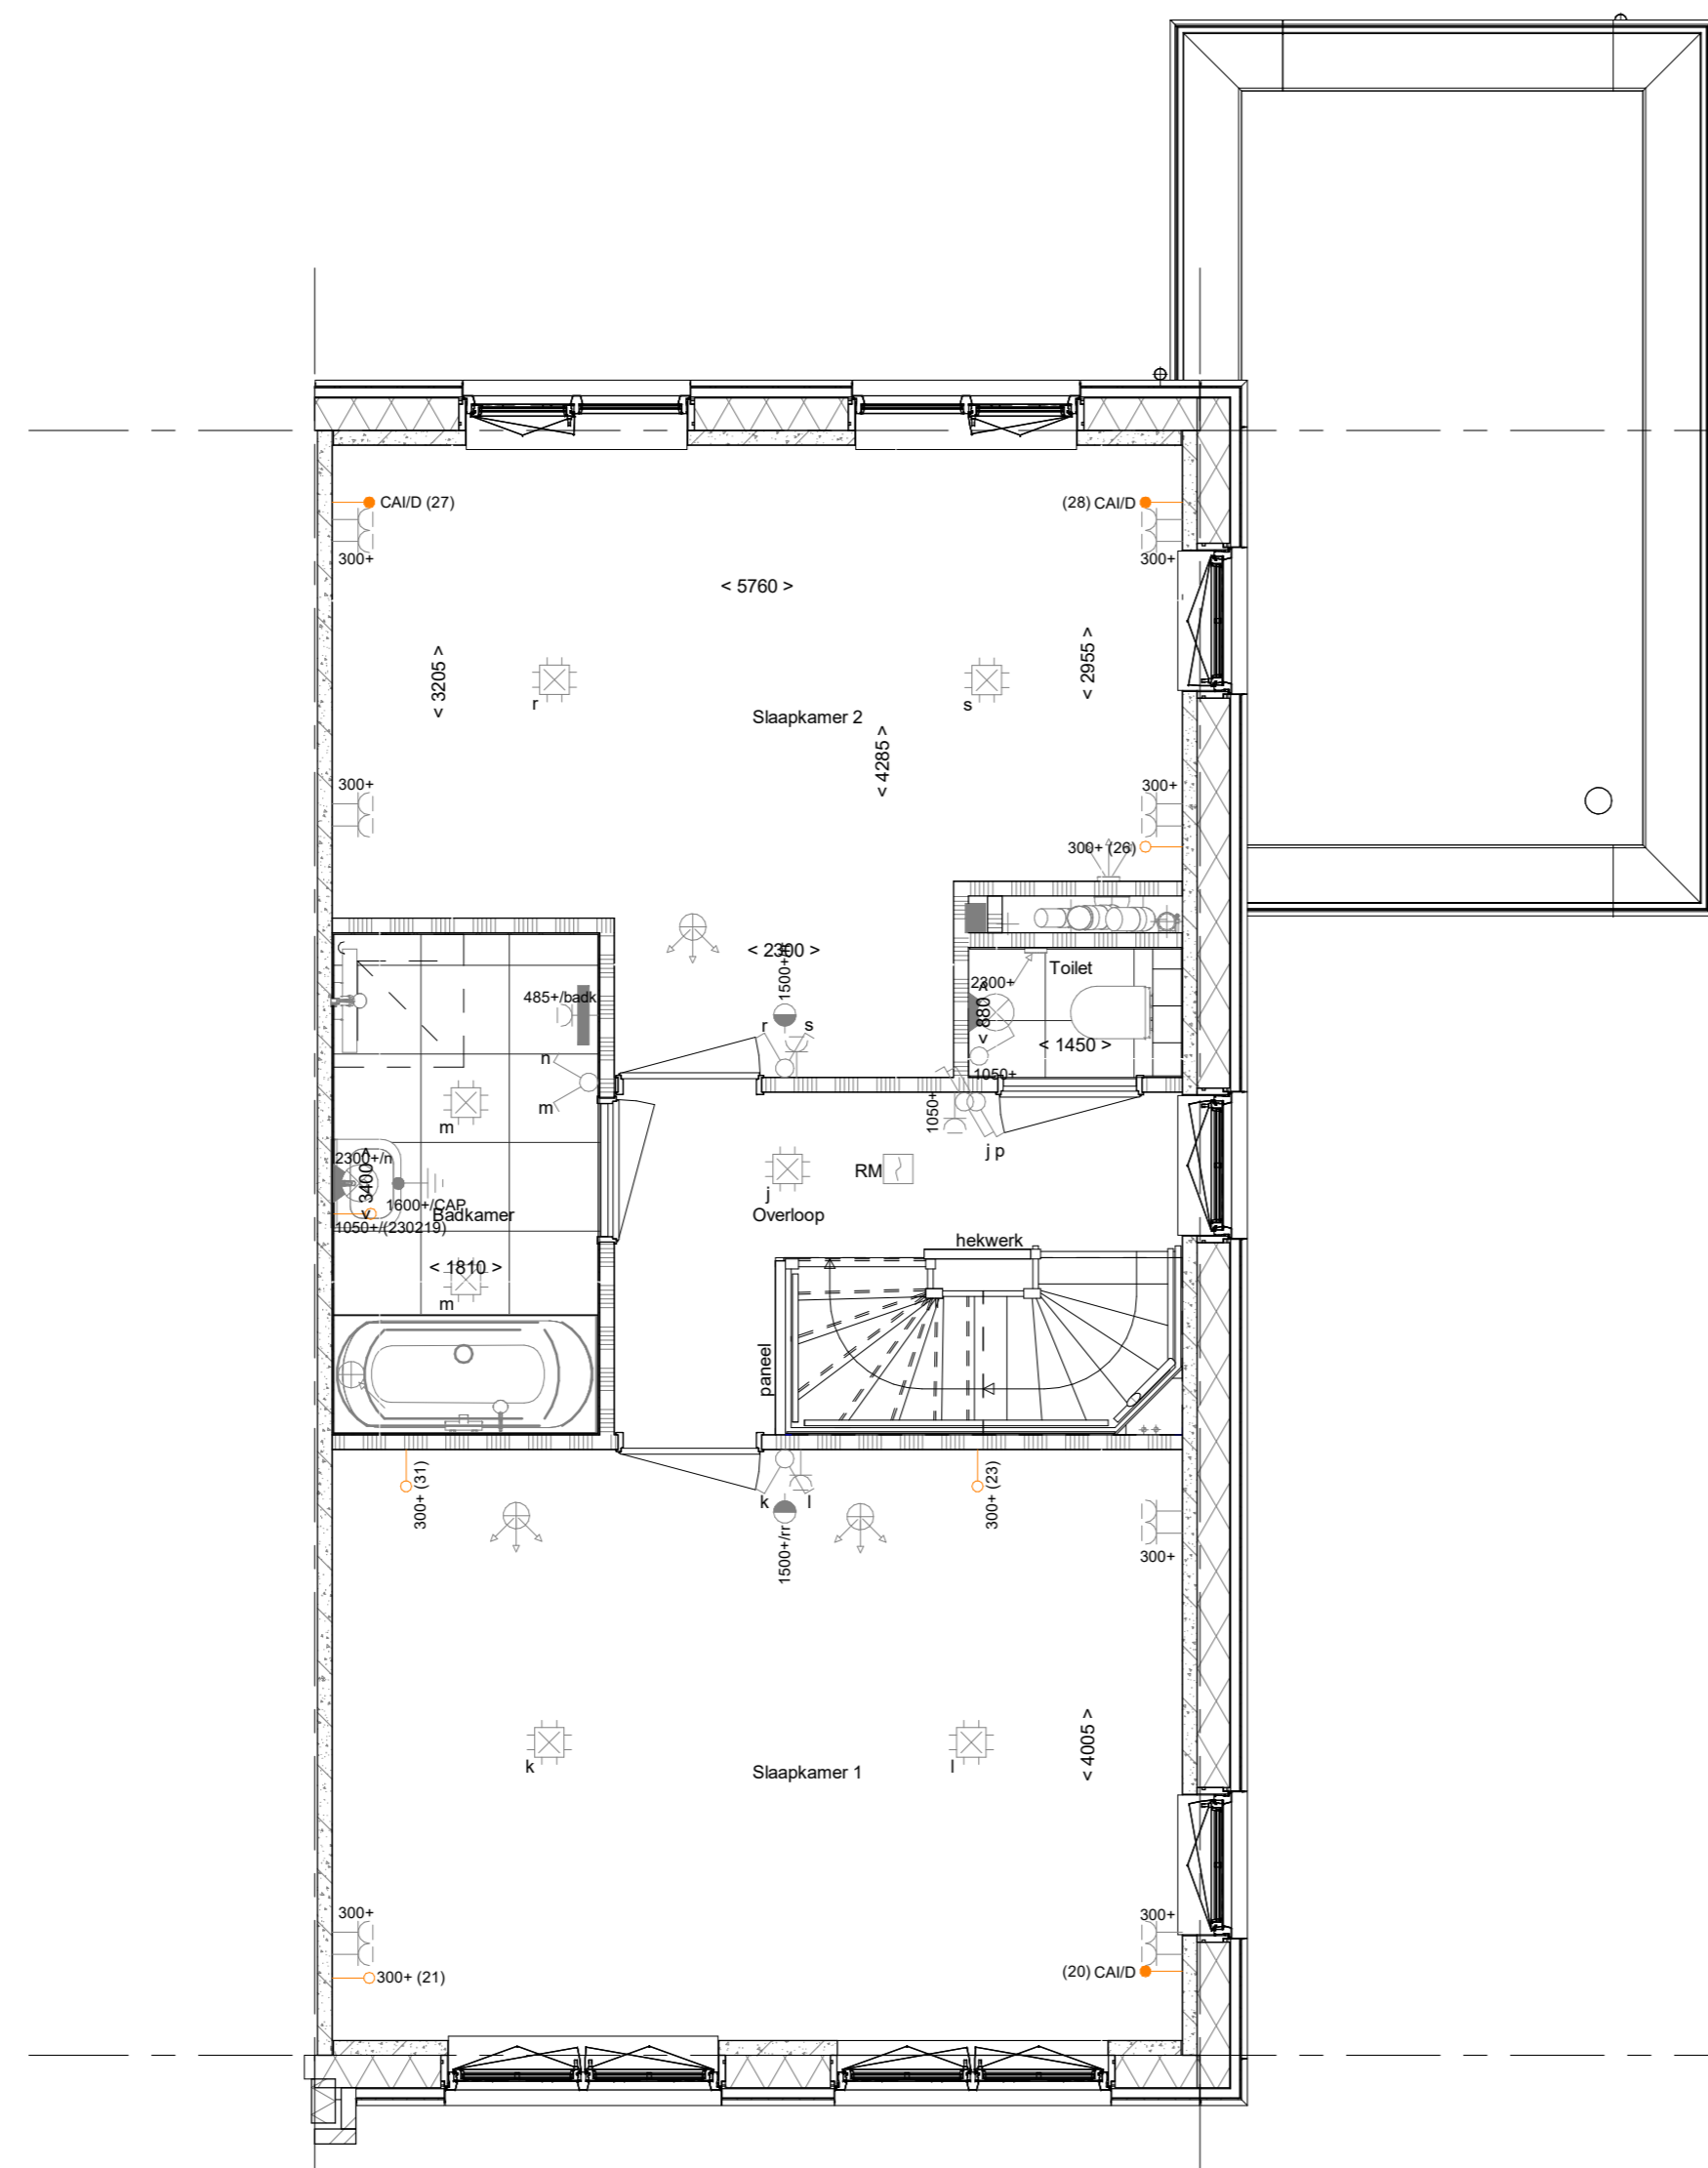 CAI/D (27)
(28) CAI/D
300+
300+
< 5760 >
< 3205 >
< 2955 >
r
s
Slaapkamer 2
< 4285 >
300+
300+
300+ (26)
< 2300 >
Toilet
2300+
485+/badk
< 880 >
r
s
< 1450 >
n
1050+
m
1050+
m
j p
2300+/n
RM
< 3400 >
j
1600+/CAP
Badkamer
Overloop
1050+/(230219)
hekwerk
< 1810 >
m
paneel
300+ (31)
300+ (23)
k
l
1500+/rr
300+
k
l
< 4005 >
Slaapkamer 1
300+
300+
300+ (21)
(20) CAI/D